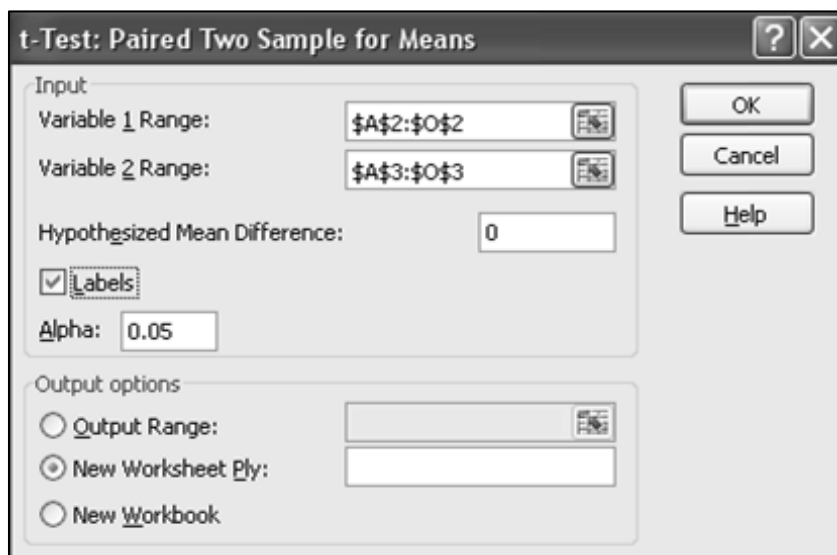 t-Test: Paired Two Sample for Means
Input
Variable 1 Range: $A$2:$O$2
Variable 2 Range: $A$3:$O$3
Hypothesized Mean Difference: 0
Labels
Alpha: 0.05
OK
Cancel
Help
Output options
Output Range:
New Worksheet Ply:
New Workbook